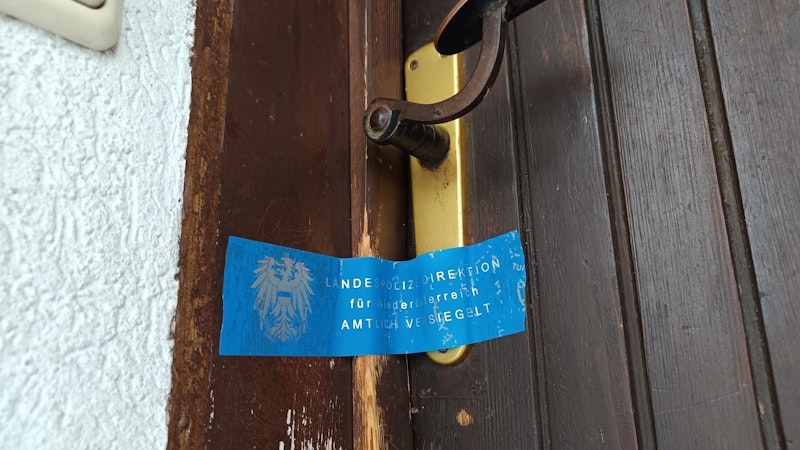 LANDESPOLIZEIDIREKTION
für Niederösterreich
AMTLICH VERSIEGELT